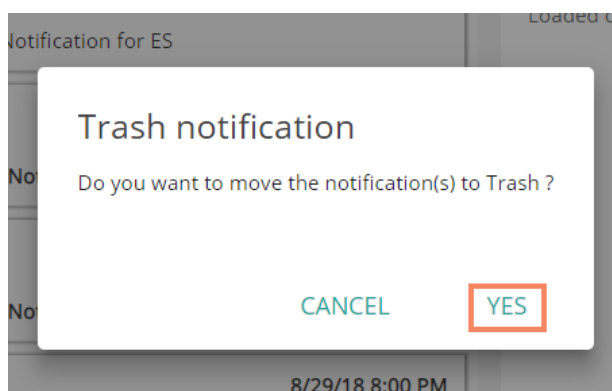 Loaded
Notification for ES
Trash notification
Do you want to move the notification(s) to Trash ?
CANCEL YES
8/29/18 8:00 PM